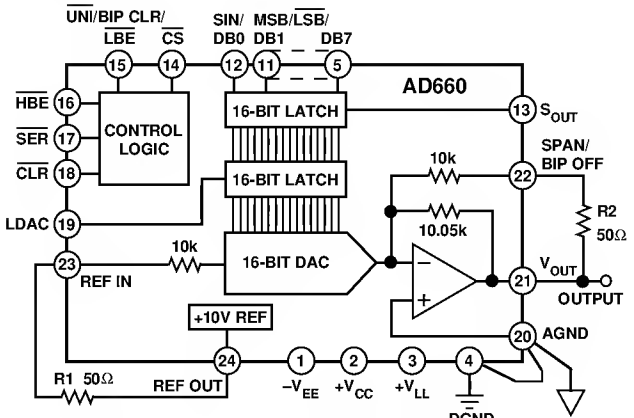 UNI/BIP CLR/
LBE
CS
SIN/
DB0
MSB/LSB/
DB1
DB7
15
14
12
11
5
AD660
HBE
16
SER
17
CLR
18
CONTROL
LOGIC
16-BIT LATCH
13
SOUT
SPAN/
BIP OFF
10k
22
16-BIT LATCH
LDAC
19
10.05k
R2
50Ω
23
REF IN
10k
16-BIT DAC
−
+
VOUT
21
OUTPUT
+10V REF
20
AGND
24
1
2
3
4
R1 50Ω
REF OUT
–VEE
+VCC
+VLL
DGND